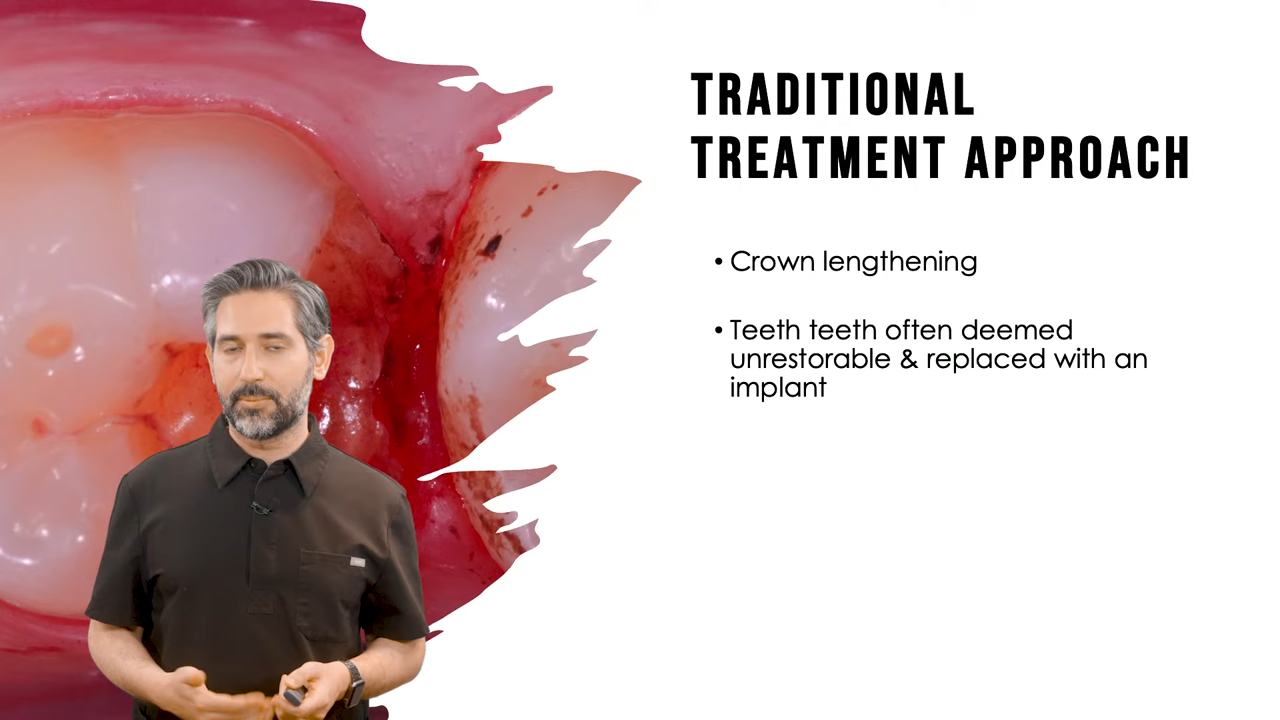 TRADITIONAL
TREATMENT APPROACH
• Crown lengthening
• Teeth teeth often deemed
unrestorable & replaced with an
implant